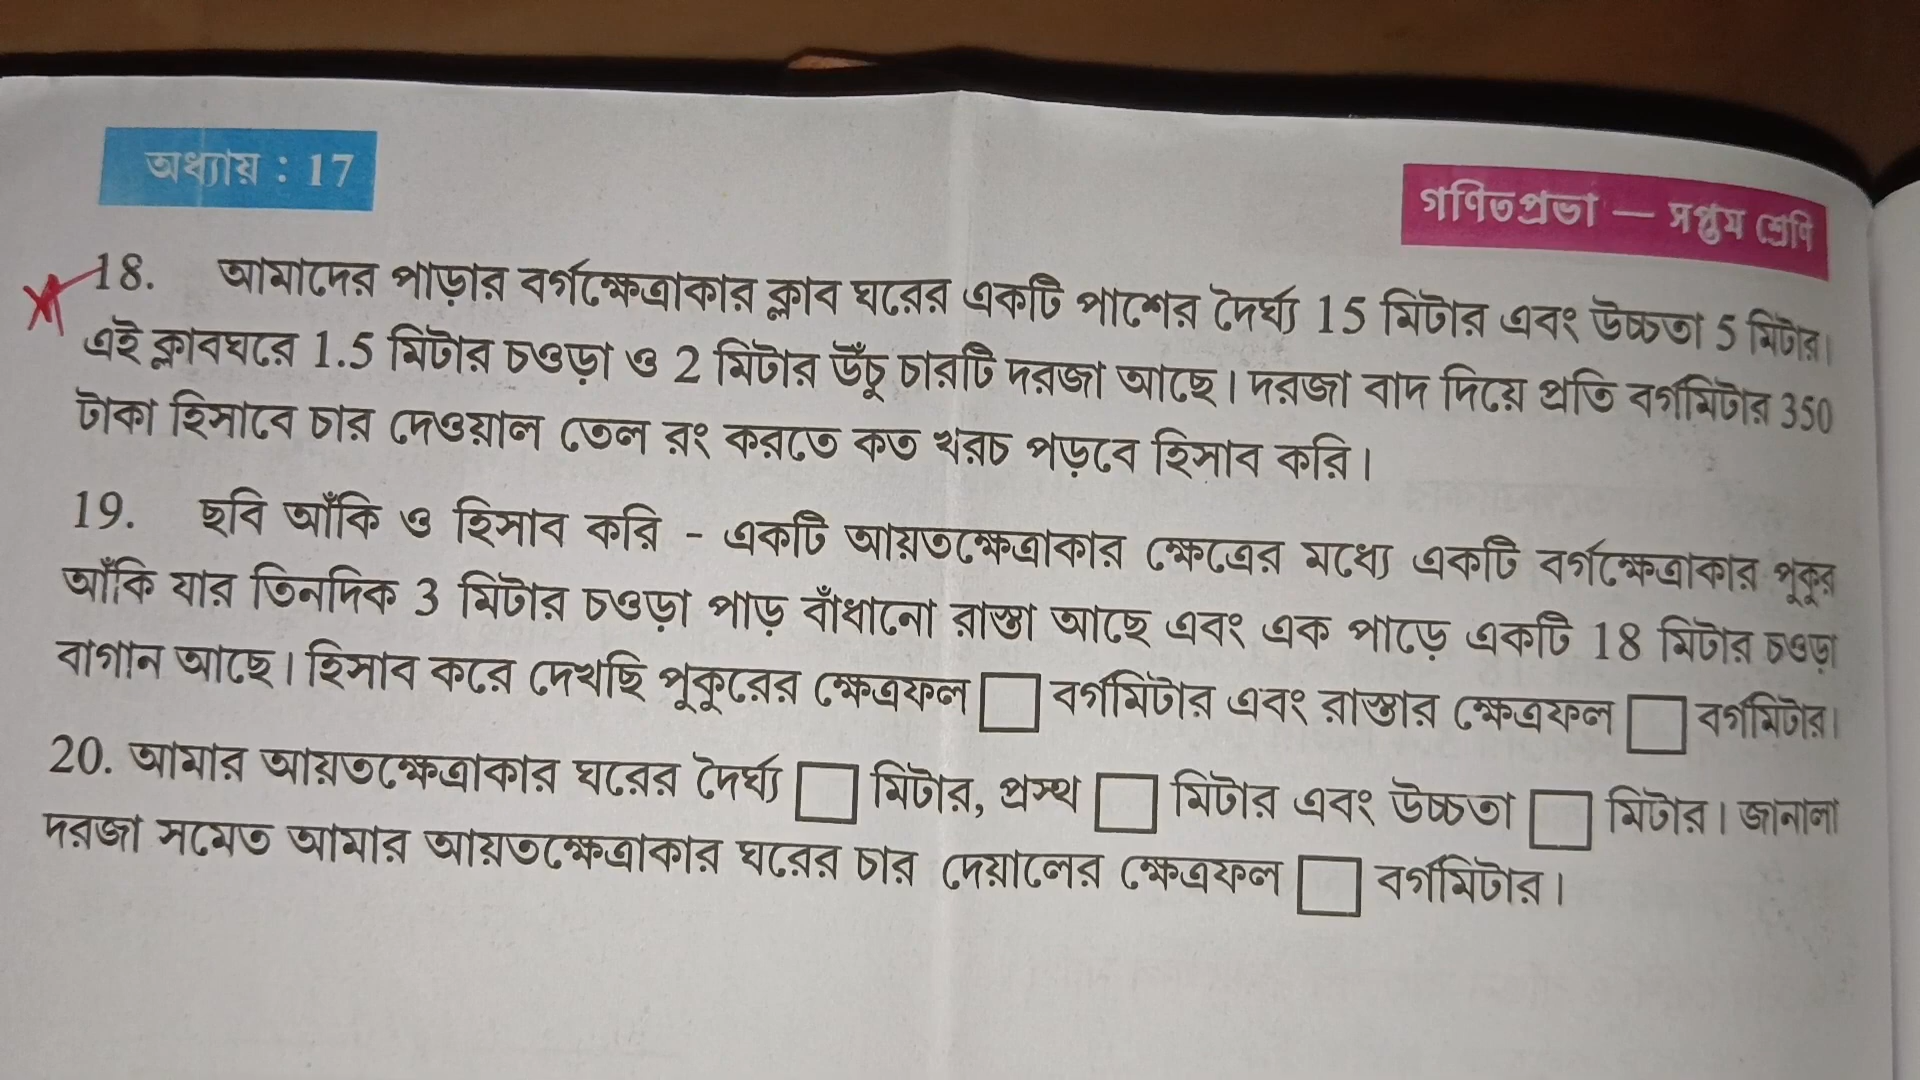 অধ্যায় : 17
গণিতপ্রভা — সপ্তম শ্রেণি
18. আমাদের পাড়ার বর্গক্ষেত্রাকার ক্লাব ঘরের একটি পাশের দৈর্ঘ্য 15 মিটার এবং উচ্চতা 5 মিটার।
এই ক্লাবঘরে 1.5 মিটার চওড়া ও 2 মিটার উঁচু চারটি দরজা আছে। দরজা বাদ দিয়ে প্রতি বর্গমিটার 350
টাকা হিসাবে চার দেওয়াল তেল রং করতে কত খরচ পড়বে হিসাব করি।
19. ছবি আঁকি ও হিসাব করি - একটি আয়তক্ষেত্রাকার ক্ষেত্রের মধ্যে একটি বর্গক্ষেত্রাকার পুকুর
আঁকি যার তিনদিক 3 মিটার চওড়া পাড় বাঁধানো রাস্তা আছে এবং এক পাড়ে একটি 18 মিটার চওড়া
বাগান আছে। হিসাব করে দেখছি পুকুরের ক্ষেত্রফল □ বর্গমিটার এবং রাস্তার ক্ষেত্রফল □ বর্গমিটার।
20. আমার আয়তক্ষেত্রাকার ঘরের দৈর্ঘ্য □ মিটার, প্রস্থ □ মিটার এবং উচ্চতা □ মিটার। জানালা
দরজা সমেত আমার আয়তক্ষেত্রাকার ঘরের চার দেয়ালের ক্ষেত্রফল □ বর্গমিটার।